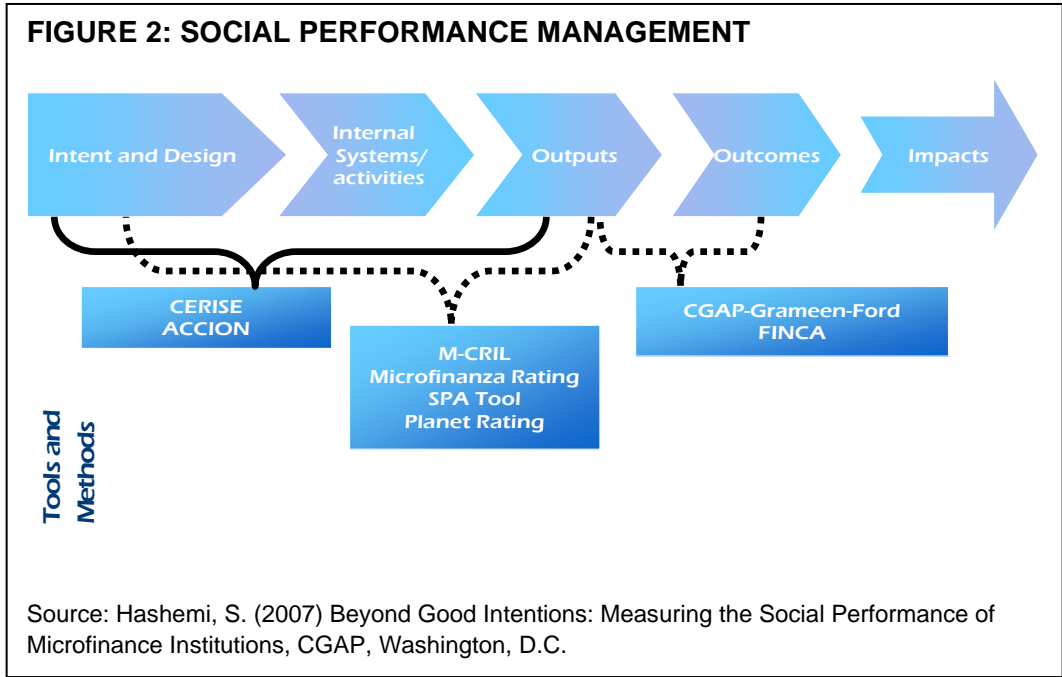 FIGURE 2: SOCIAL PERFORMANCE MANAGEMENT
Intent and Design
Internal
Systems/
activities
Outputs
Outcomes
Impacts
CERISE
ACCION
M-CRIL
Microfinanza Rating
SPA Tool
Planet Rating
CGAP-Grameen-Ford
FINCA
Tools and
Methods
Source: Hashemi, S. (2007) Beyond Good Intentions: Measuring the Social Performance of
Microfinance Institutions, CGAP, Washington, D.C.